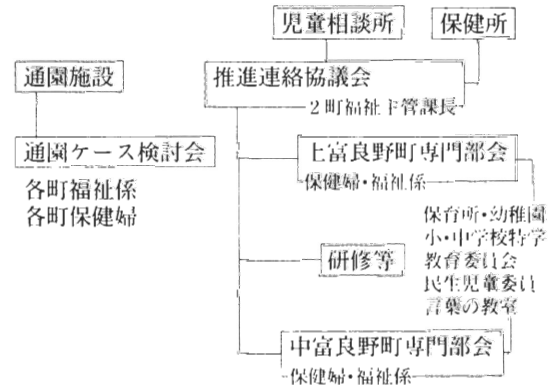 児童相談所
保健所
通園施設
推進連絡協議会
2町福祉主管課長
通園ケース検討会
各町福祉係
各町保健婦
上富良野町専門部会
保健婦・福祉係
保育所・幼稚園
小・中学校特学
教育委員会
民生児童委員
言葉の教室
研修等
中富良野町専門部会
保健婦・福祉係